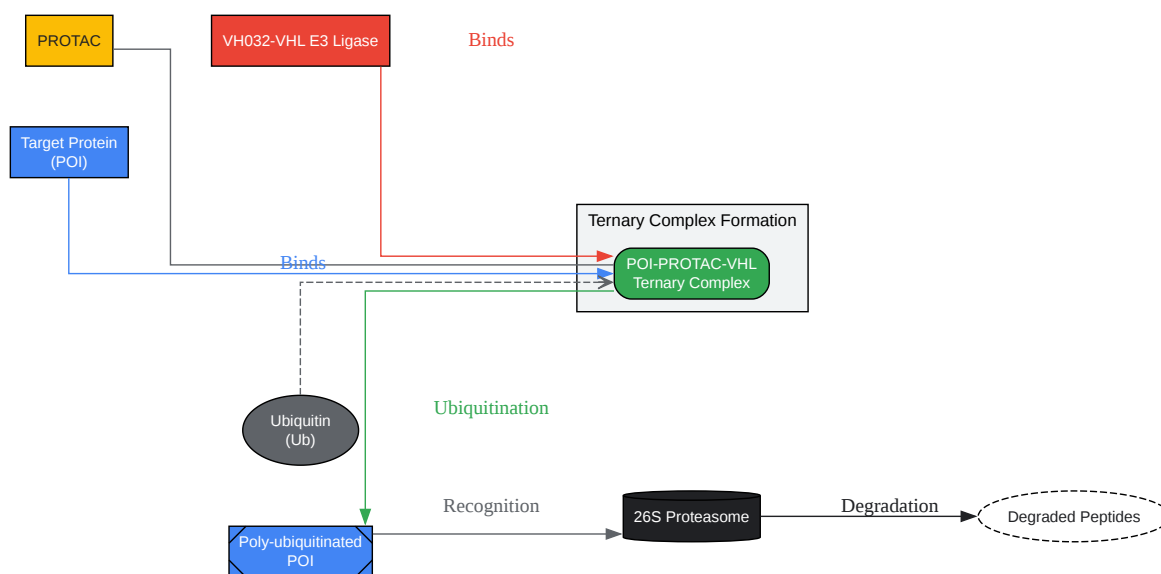 PROTAC
VH032-VHL E3 Ligase
Binds
Target Protein
(POI)
Ternary Complex Formation
Binds
POI-PROTAC-VHL
Ternary Complex
Ubiquitination
Ubiquitin
(Ub)
Recognition
26S Proteasome
Degradation
Degraded Peptides
Poly-ubiquitinated
POI